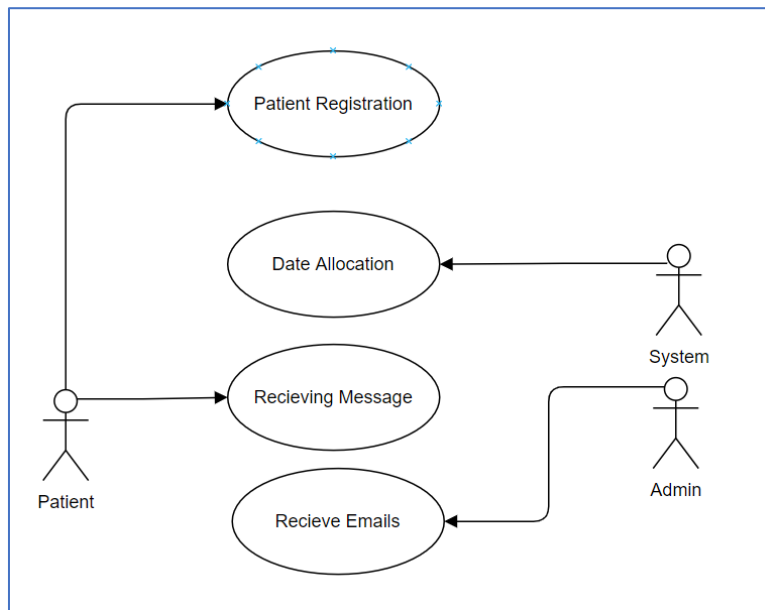 Patient Registration
Date Allocation
System
Recieving Message
Patient
Admin
Recieve Emails